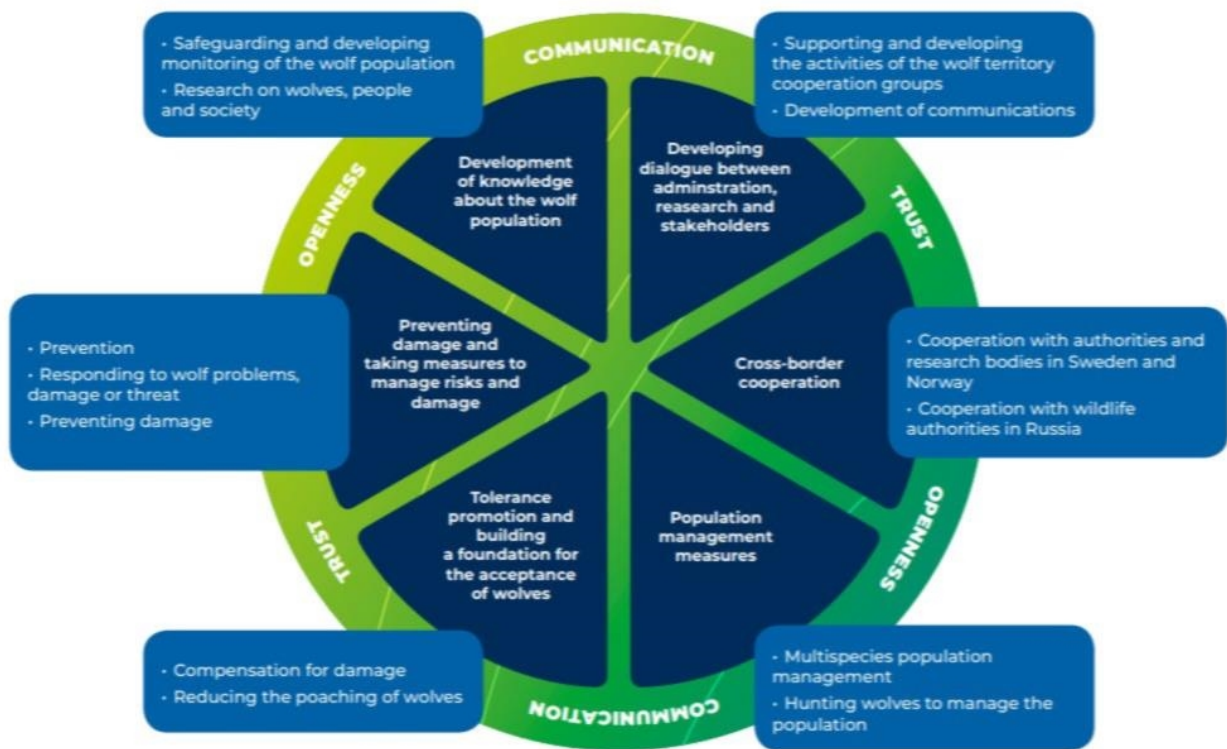 • Safeguarding and developing
monitoring of the wolf population
• Research on wolves, people
and society
COMMUNICATION
• Supporting and developing
the activities of the wolf territory
cooperation groups
• Development of communications
OPENNESS
Development
of knowledge
about the wolf
population
Developing
dialogue between
adminstration,
reasearch and
stakeholders
TRUST
• Prevention
• Responding to wolf problems,
damage or threat
• Preventing damage
Preventing
damage and
taking measures to
manage risks and
damage
Cross-border
cooperation
• Cooperation with authorities and
research bodies in Sweden and
Norway
• Cooperation with wildlife
authorities in Russia
TRUST
Tolerance
promotion and
building
a foundation for
the acceptance
of wolves
Population
management
measures
OPENNESS
• Compensation for damage
• Reducing the poaching of wolves
COMMUNICATION
• Multispecies population
management
• Hunting wolves to manage the
population